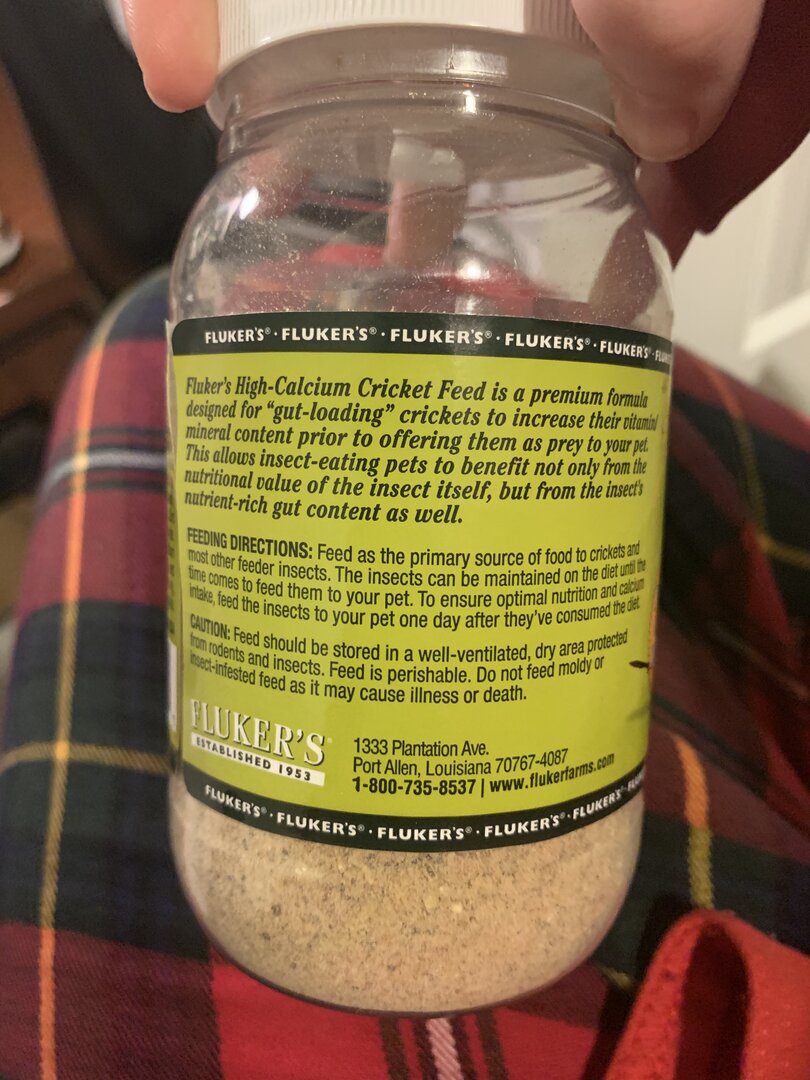 FLUKER'S® · FLUKER'S® · FLUKER'S® · FLUKER'S® · FLUKER'S®
Fluker's High-Calcium Cricket Feed is a premium formula
designed for "gut-loading" crickets to increase their vitamin/
mineral content prior to offering them as prey to your pet.
This allows insect-eating pets to benefit not only from the
nutritional value of the insect itself, but from the insect's
nutrient-rich gut content as well.
FEEDING DIRECTIONS: Feed as the primary source of food to crickets and
most other feeder insects. The insects can be maintained on the diet until the
time comes to feed them to your pet. To ensure optimal nutrition and calcium
intake, feed the insects to your pet one day after they've consumed the diet.
CAUTION: Feed should be stored in a well-ventilated, dry area protected
from rodents and insects. Feed is perishable. Do not feed moldy or
insect-infested feed as it may cause illness or death.
FLUKER'S
ESTABLISHED 1953
1333 Plantation Ave.
Port Allen, Louisiana 70767-4087
1-800-735-8537 | www.flukerfarms.com
FLUKER'S® · FLUKER'S® · FLUKER'S® · FLUKER'S® · FLUKER'S®